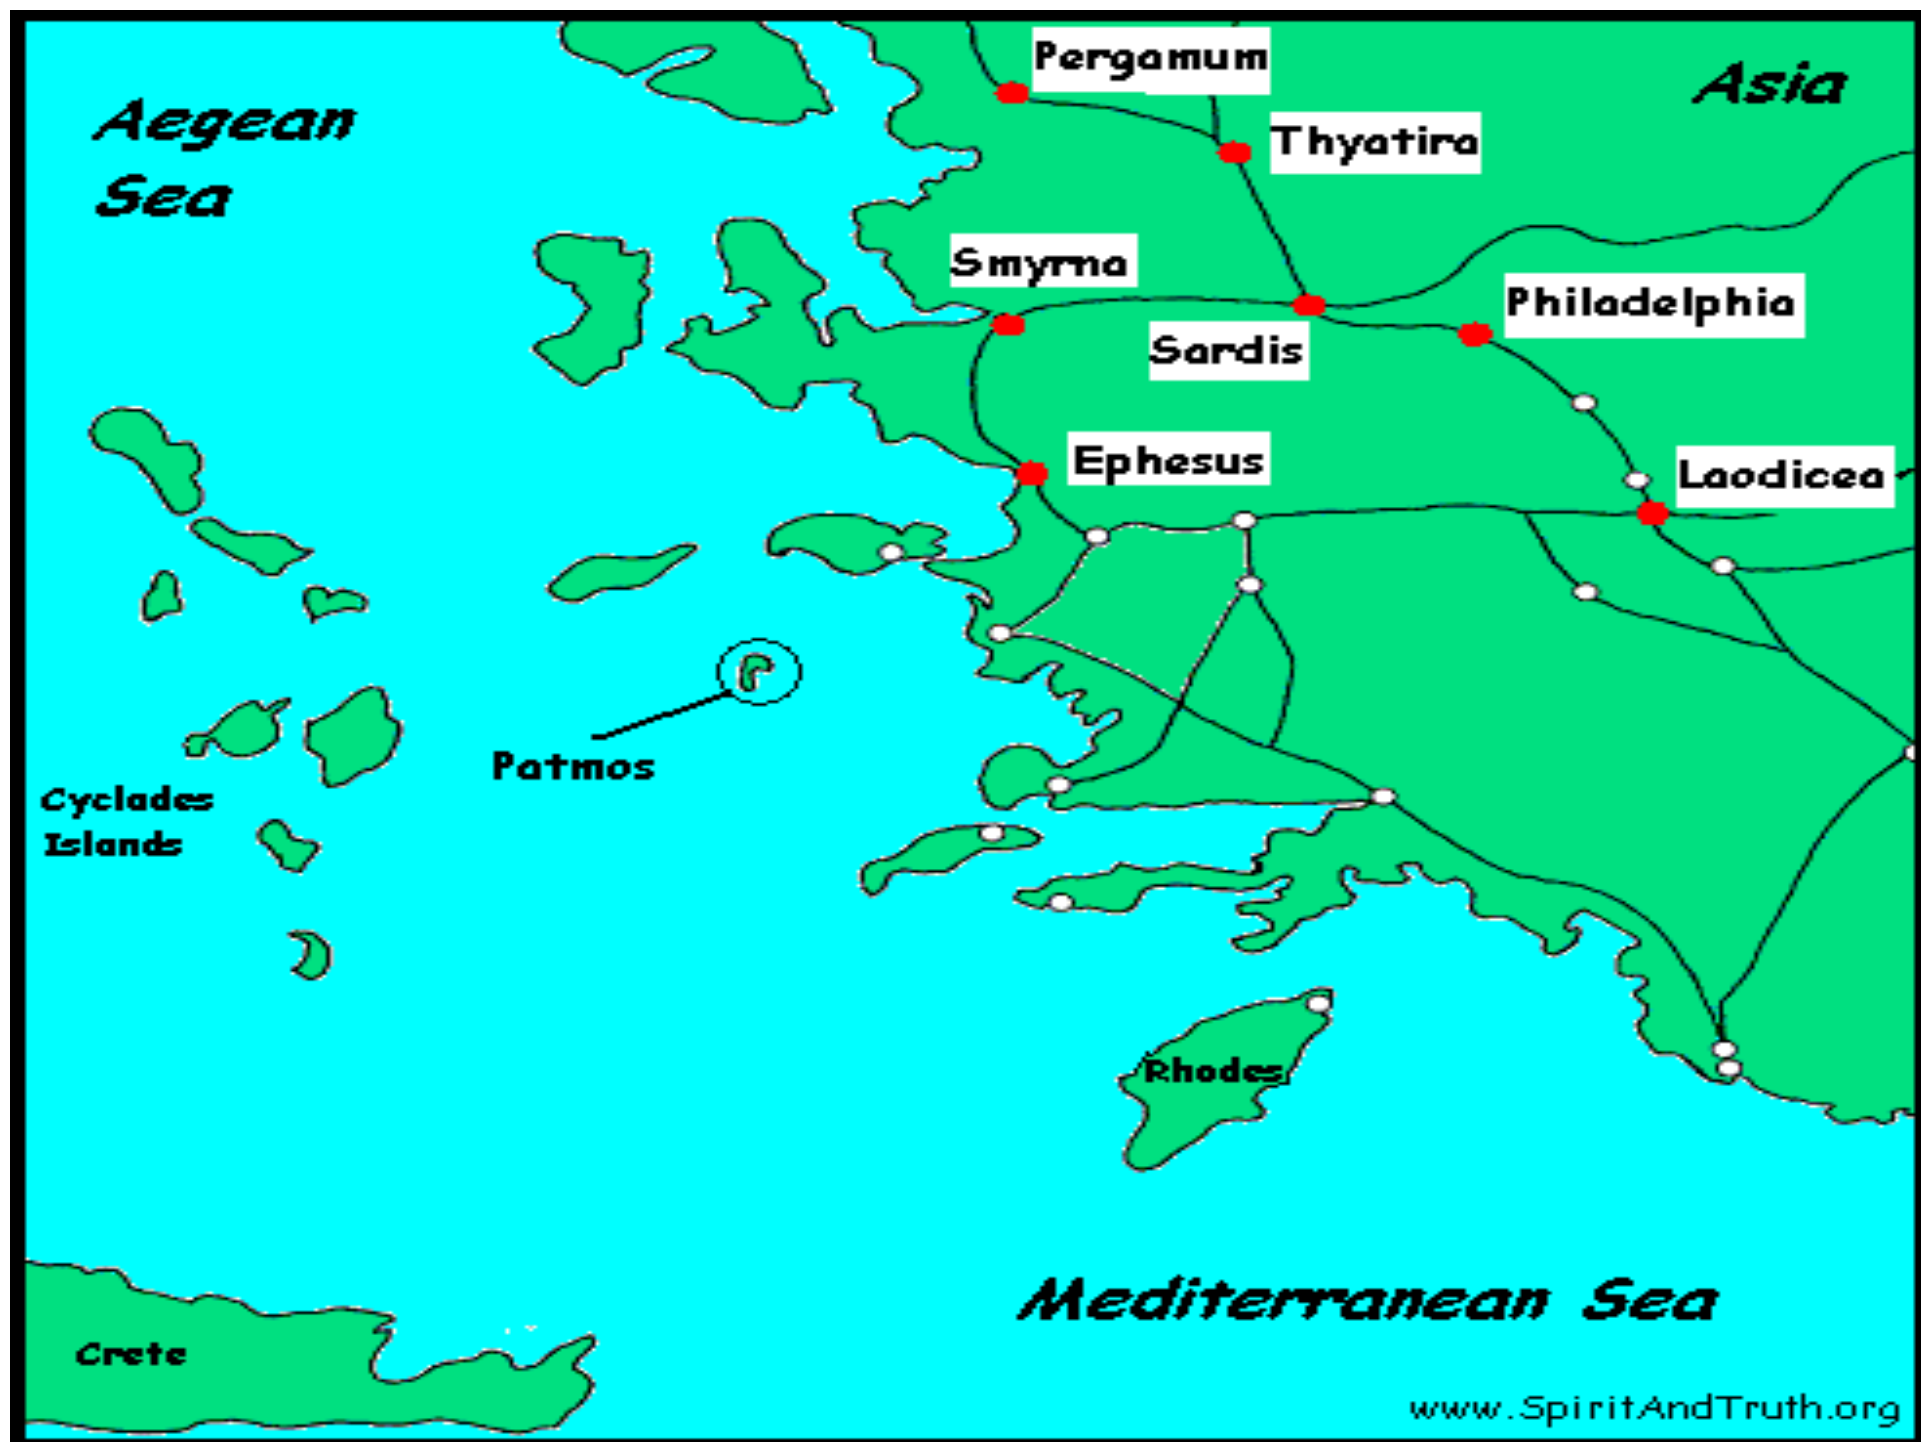 Pergamum
Asia
Aegean
Sea
Thyatira
Smyrna
Philadelphia
Sardis
Ephesus
Laodicea
Patmos
Cyclades
Islands
Rhodes
Mediterranean Sea
Crete
www.SpiritAndTruth.org